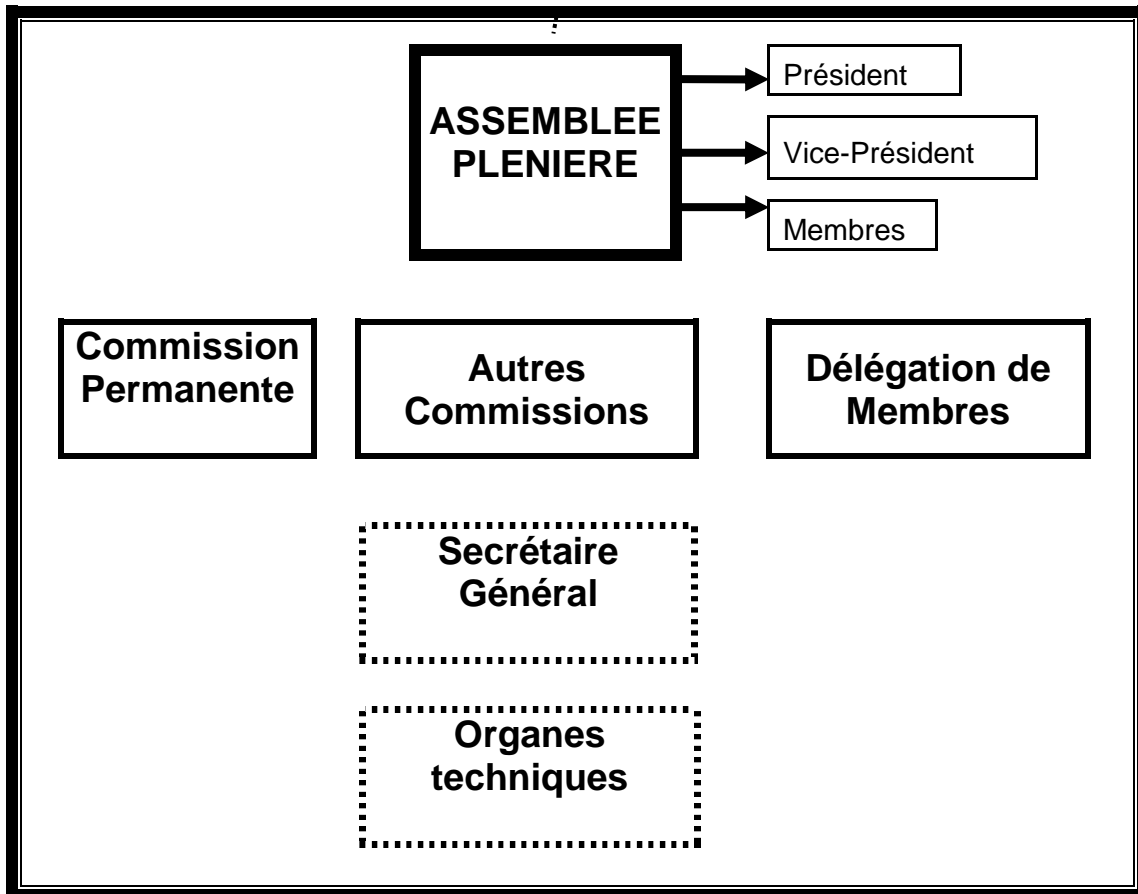 ASSEMBLEE
PLENIERE
Président
Vice-Président
Membres
Commission
Permanente
Autres
Commissions
Délégation de
Membres
Secrétaire
Général
Organes
techniques